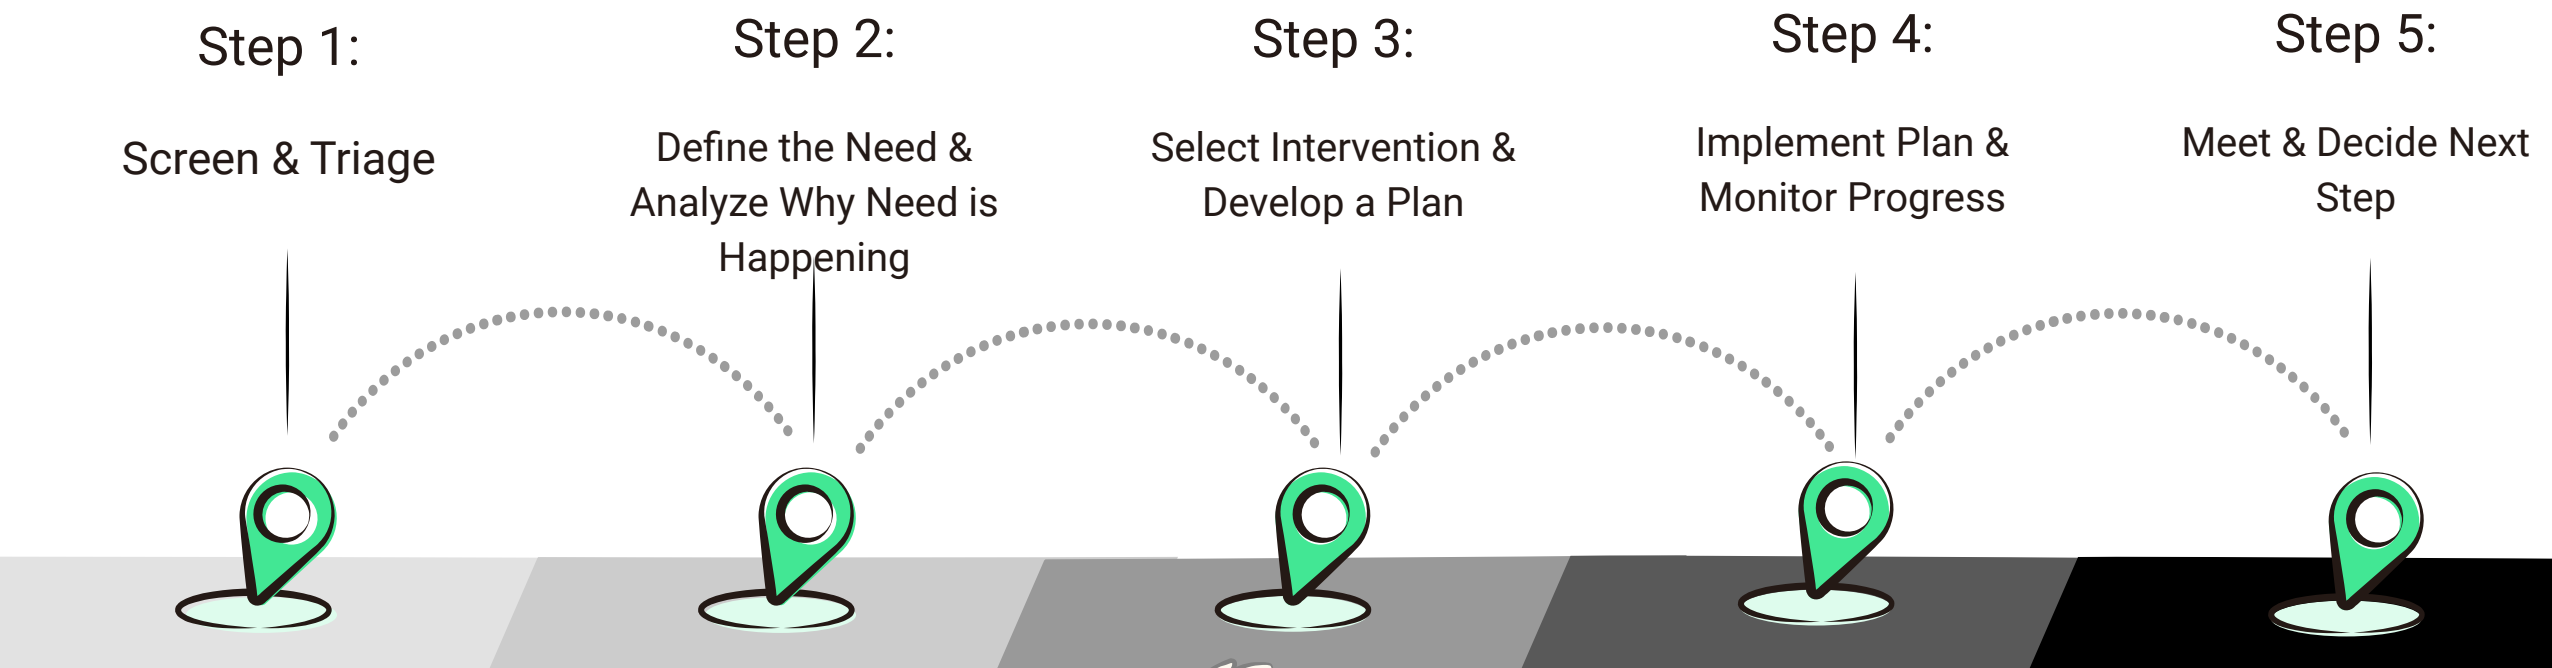 Step 1:
Screen & Triage
Step 2:
Define the Need &
Analyze Why Need is
Happening
Step 3:
Select Intervention &
Develop a Plan
Step 4:
Implement Plan &
Monitor Progress
Step 5:
Meet & Decide Next
Step